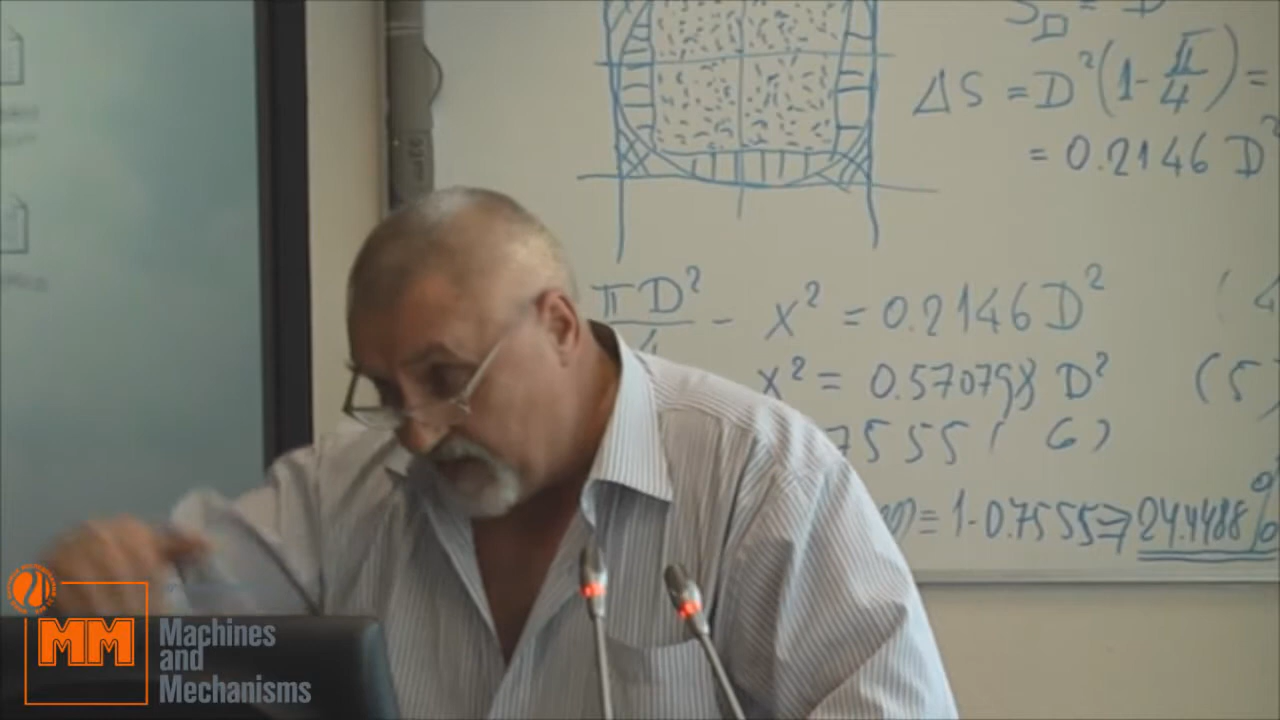 ΔS = D²(1 - π/4) =
= 0.2146 D²
πD²/4 - x² = 0.2146 D²
x² = 0.570798 D²
(5)
7555 ( 6 )
= 1-0.7555 ⇒ 24.4488%
MM Machines
and
Mechanisms